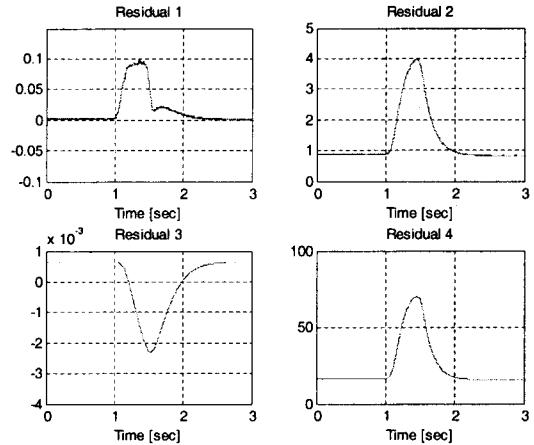 Residual 1
0.1
0.05
0
-0.05
-0.1
0 1 2 3
Time [sec]
Residual 2
5
4
3
2
1
0
0 1 2 3
Time [sec]
x 10^-3
Residual 3
1
0
-1
-2
-3
-4
0 1 2 3
Time [sec]
Residual 4
100
50
0
0 1 2 3
Time [sec]